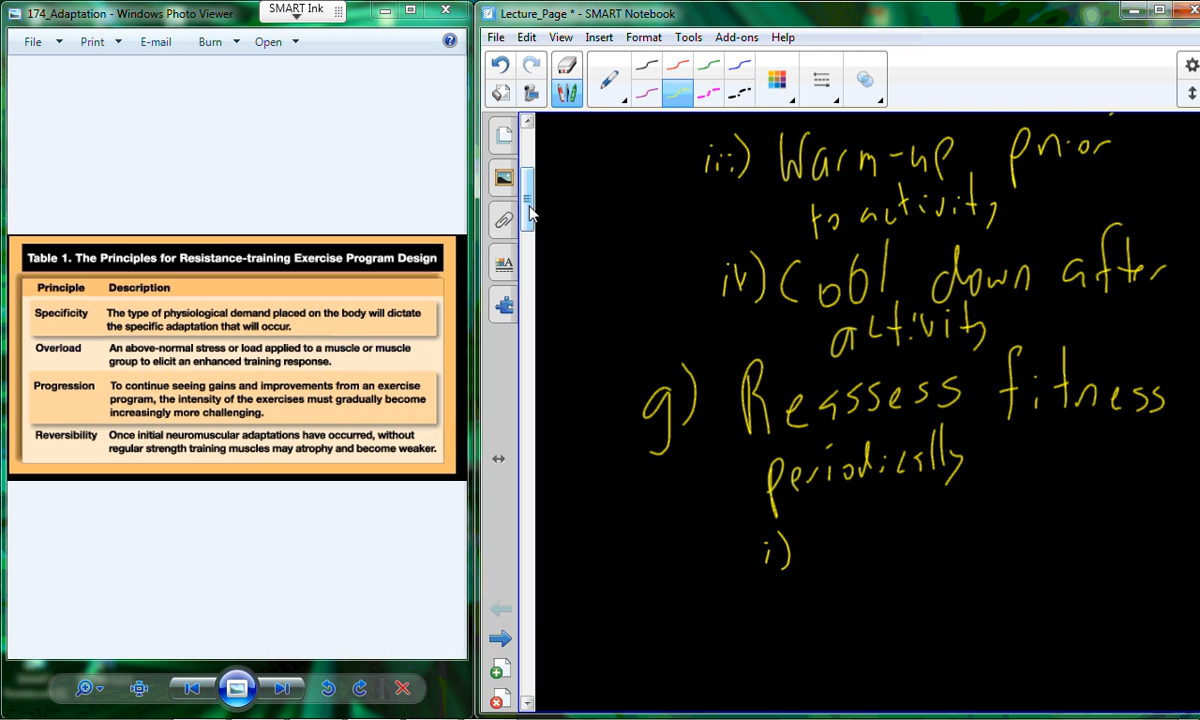 174_Adaptation - Windows Photo Viewer
SMART Ink
File Print E-mail Burn Open
Table 1. The Principles for Resistance-training Exercise Program Design
Principle Description
Specificity The type of physiological demand placed on the body will dictate
the specific adaptation that will occur.
Overload An above-normal stress or load applied to a muscle or muscle
group to elicit an enhanced training response.
Progression To continue seeing gains and improvements from an exercise
program, the intensity of the exercises must gradually become
increasingly more challenging.
Reversibility Once initial neuromuscular adaptations have occurred, without
regular strength training muscles may atrophy and become weaker.
Lecture_Page * - SMART Notebook
File Edit View Insert Format Tools Add-ons Help
iii) Warm-up prior
to activity
iv) Cool down after
activity
g) Reassess fitness
periodically
i)